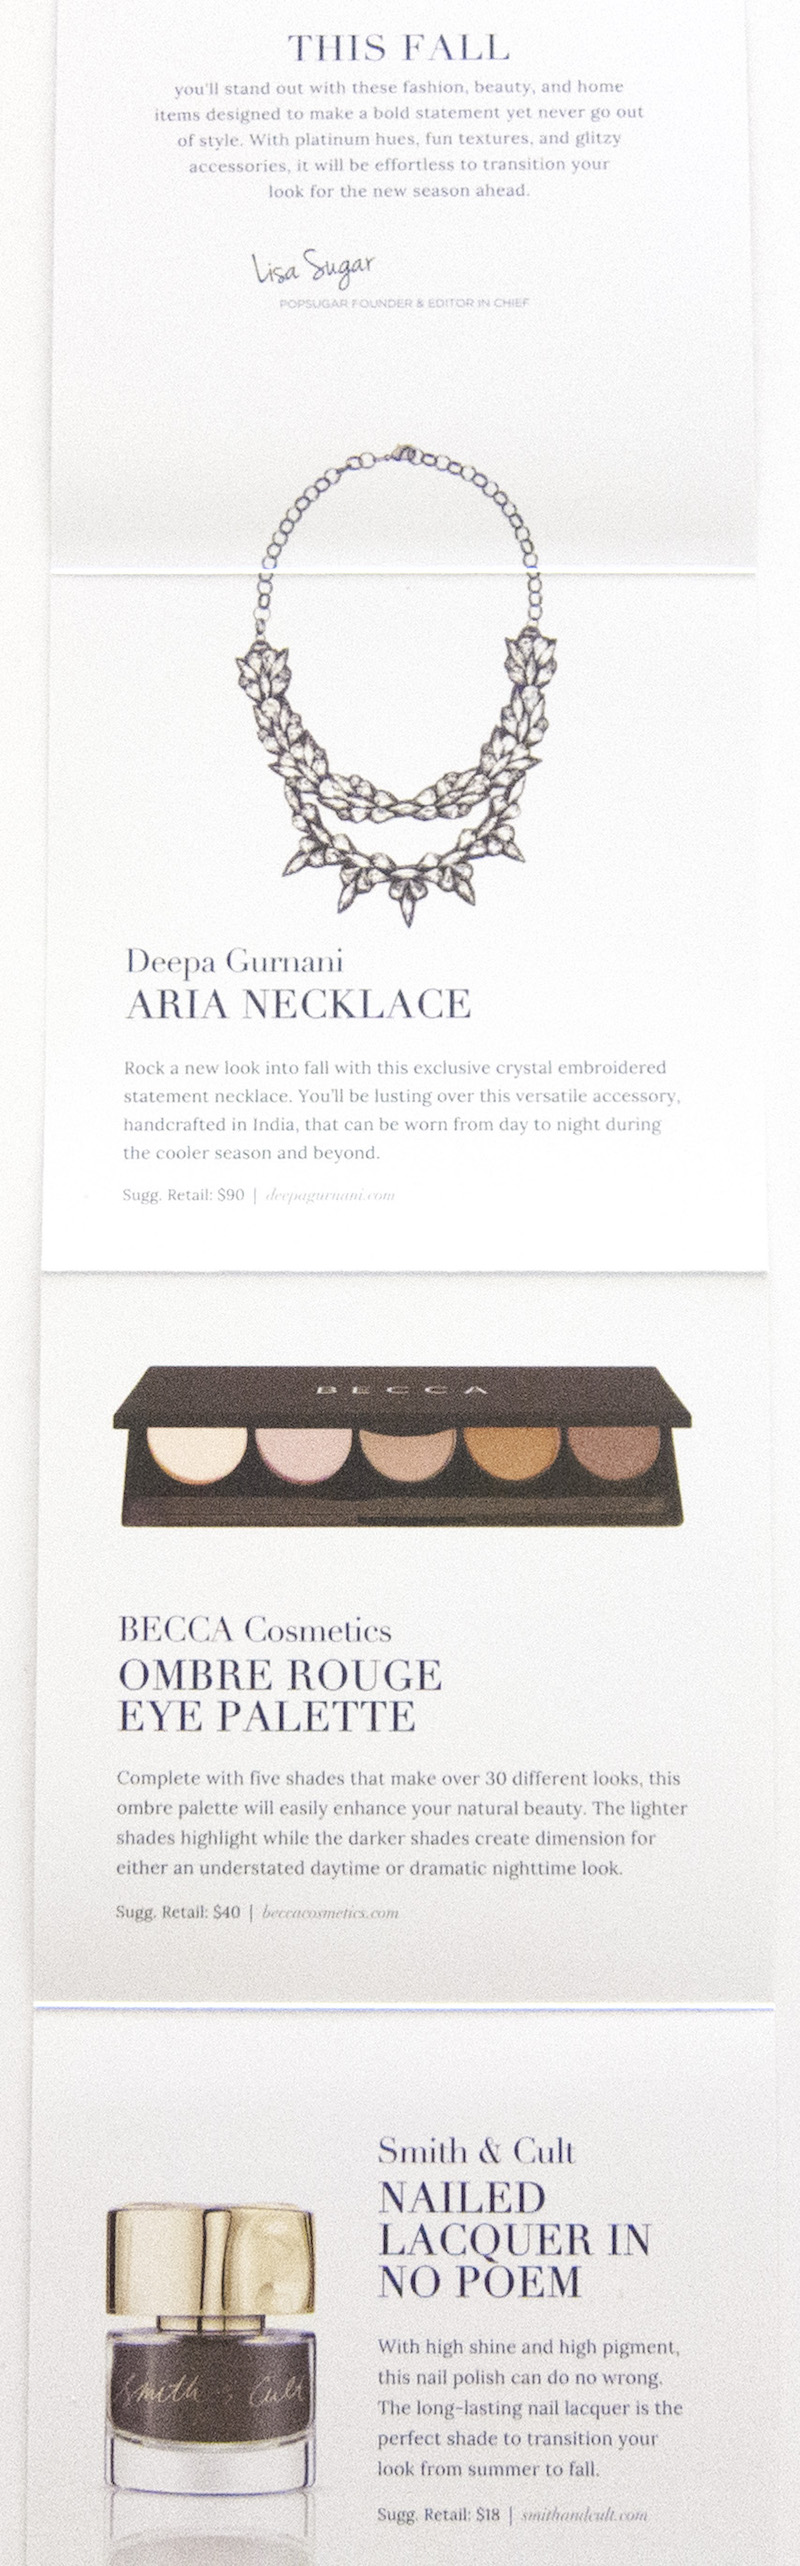 THIS FALL
you'll stand out with these fashion, beauty, and home
items designed to make a bold statement yet never go out
of style. With platinum hues, fun textures, and glitzy
accessories, it will be effortless to transition your
look for the new season ahead.
Lisa Sugar
POPSUGAR FOUNDER & EDITOR IN CHIEF
Deepa Gurnani
ARIA NECKLACE
Rock a new look into fall with this exclusive crystal embroidered
statement necklace. You'll be lusting over this versatile accessory,
handcrafted in India, that can be worn from day to night during
the cooler season and beyond.
Sugg. Retail: $90 | deepagurnani.com
BECCA
BECCA Cosmetics
OMBRE ROUGE
EYE PALETTE
Complete with five shades that make over 30 different looks, this
ombre palette will easily enhance your natural beauty. The lighter
shades highlight while the darker shades create dimension for
either an understated daytime or dramatic nighttime look.
Sugg. Retail: $40 | beccacosmetics.com
Smith & Cult
NAILED
LACQUER IN
NO POEM
With high shine and high pigment,
this nail polish can do no wrong.
The long-lasting nail lacquer is the
perfect shade to transition your
look from summer to fall.
Sugg. Retail: $18 | smithandcult.com
Smith & Cult